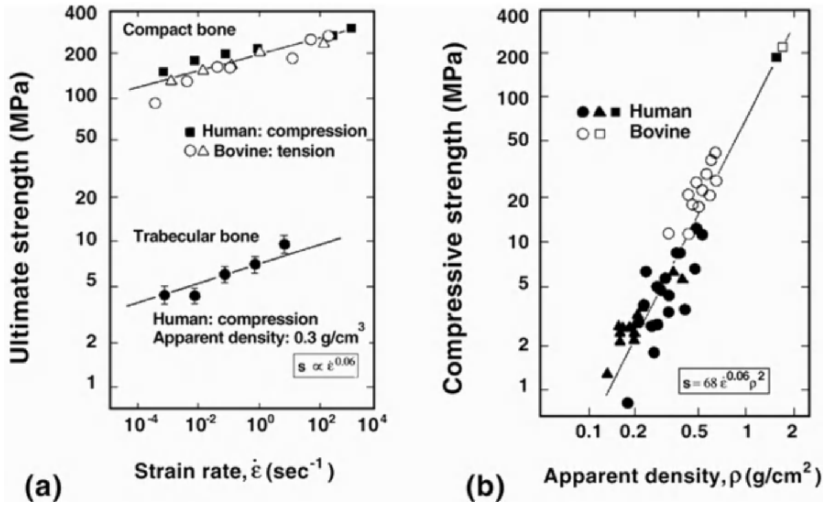 Ultimate strength (MPa)
400
200
100
50
20
10
5
2
1
Compact bone
Human: compression
Bovine: tension
Trabecular bone
Human: compression
Apparent density: 0.3 g/cm³
s ∝ ε̇^0.06
10⁻⁴ 10⁻² 10⁰ 10² 10⁴
Strain rate, ε̇ (sec⁻¹)
(a)
Compressive strength (MPa)
400
200
100
50
20
10
5
2
1
Human
Bovine
s = 68 ε̇^0.06 ρ²
0.1 0.2 0.5 1 2
Apparent density, ρ (g/cm²)
(b)